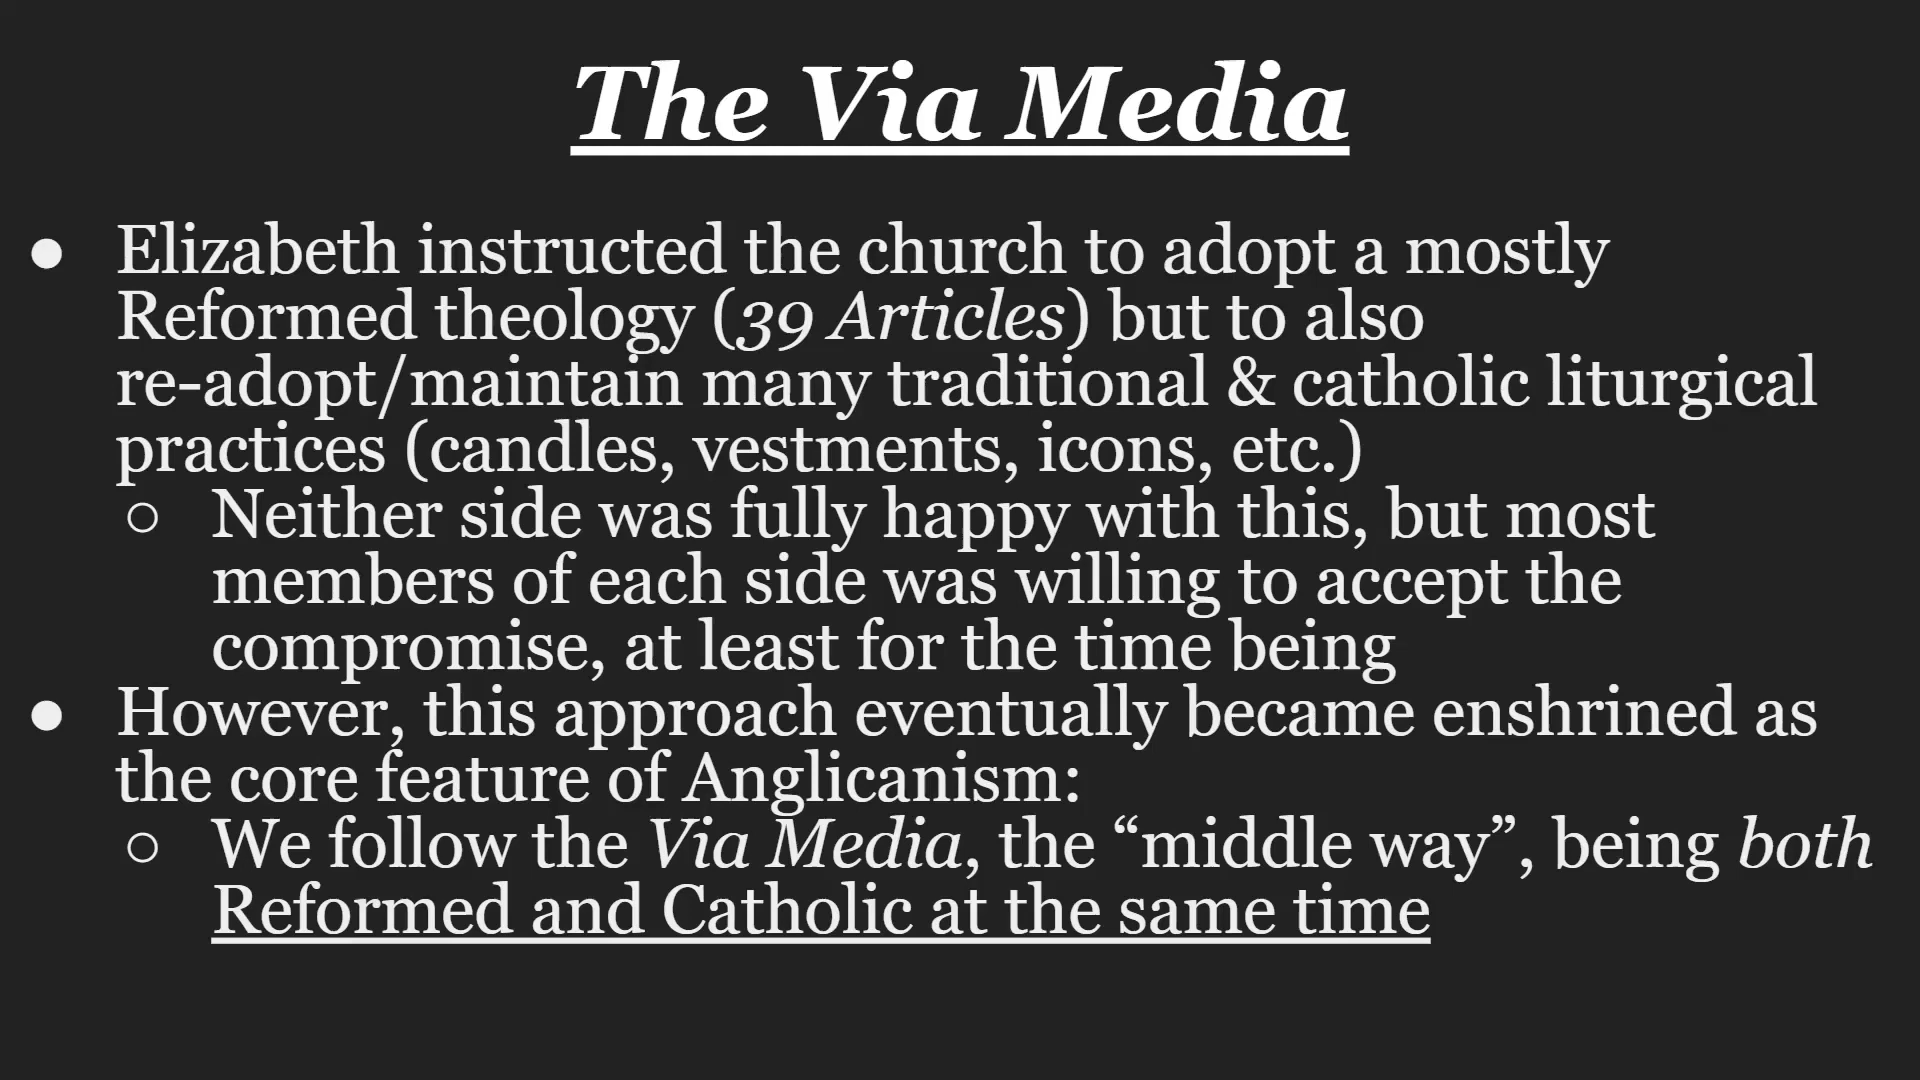 The Via Media
● Elizabeth instructed the church to adopt a mostly
Reformed theology (39 Articles) but to also
re-adopt/maintain many traditional & catholic liturgical
practices (candles, vestments, icons, etc.)
○ Neither side was fully happy with this, but most
members of each side was willing to accept the
compromise, at least for the time being
● However, this approach eventually became enshrined as
the core feature of Anglicanism:
○ We follow the Via Media, the “middle way”, being both
Reformed and Catholic at the same time